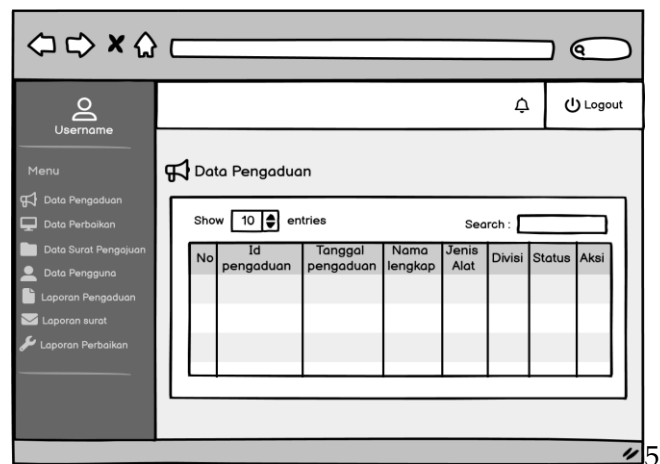 Username
Logout
Menu
Data Pengaduan
Data Perbaikan
Data Surat Pengajuan
Data Pengguna
Laporan Pengaduan
Laporan surat
Laporan Perbaikan
Data Pengaduan
Show 10 entries
Search :
No
Id
pengaduan
Tanggal
pengaduan
Nama
lengkap
Jenis
Alat
Divisi
Status
Aksi
5